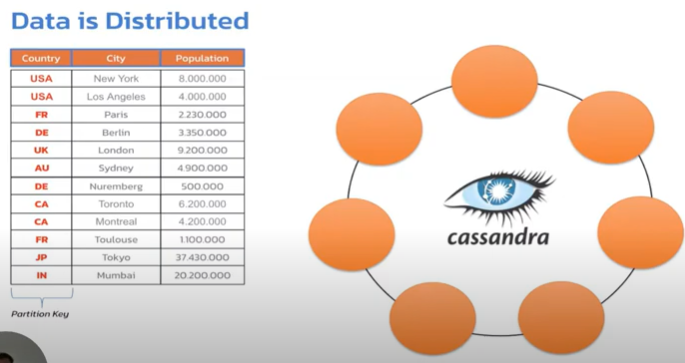 Data is Distributed
Country City Population
USA New York 8.000.000
USA Los Angeles 4.000.000
FR Paris 2.230.000
DE Berlin 3.350.000
UK London 9.200.000
AU Sydney 4.900.000
DE Nuremberg 500.000
CA Toronto 6.200.000
CA Montreal 4.200.000
FR Toulouse 1.100.000
JP Tokyo 37.430.000
IN Mumbai 20.200.000
Partition Key
cassandra